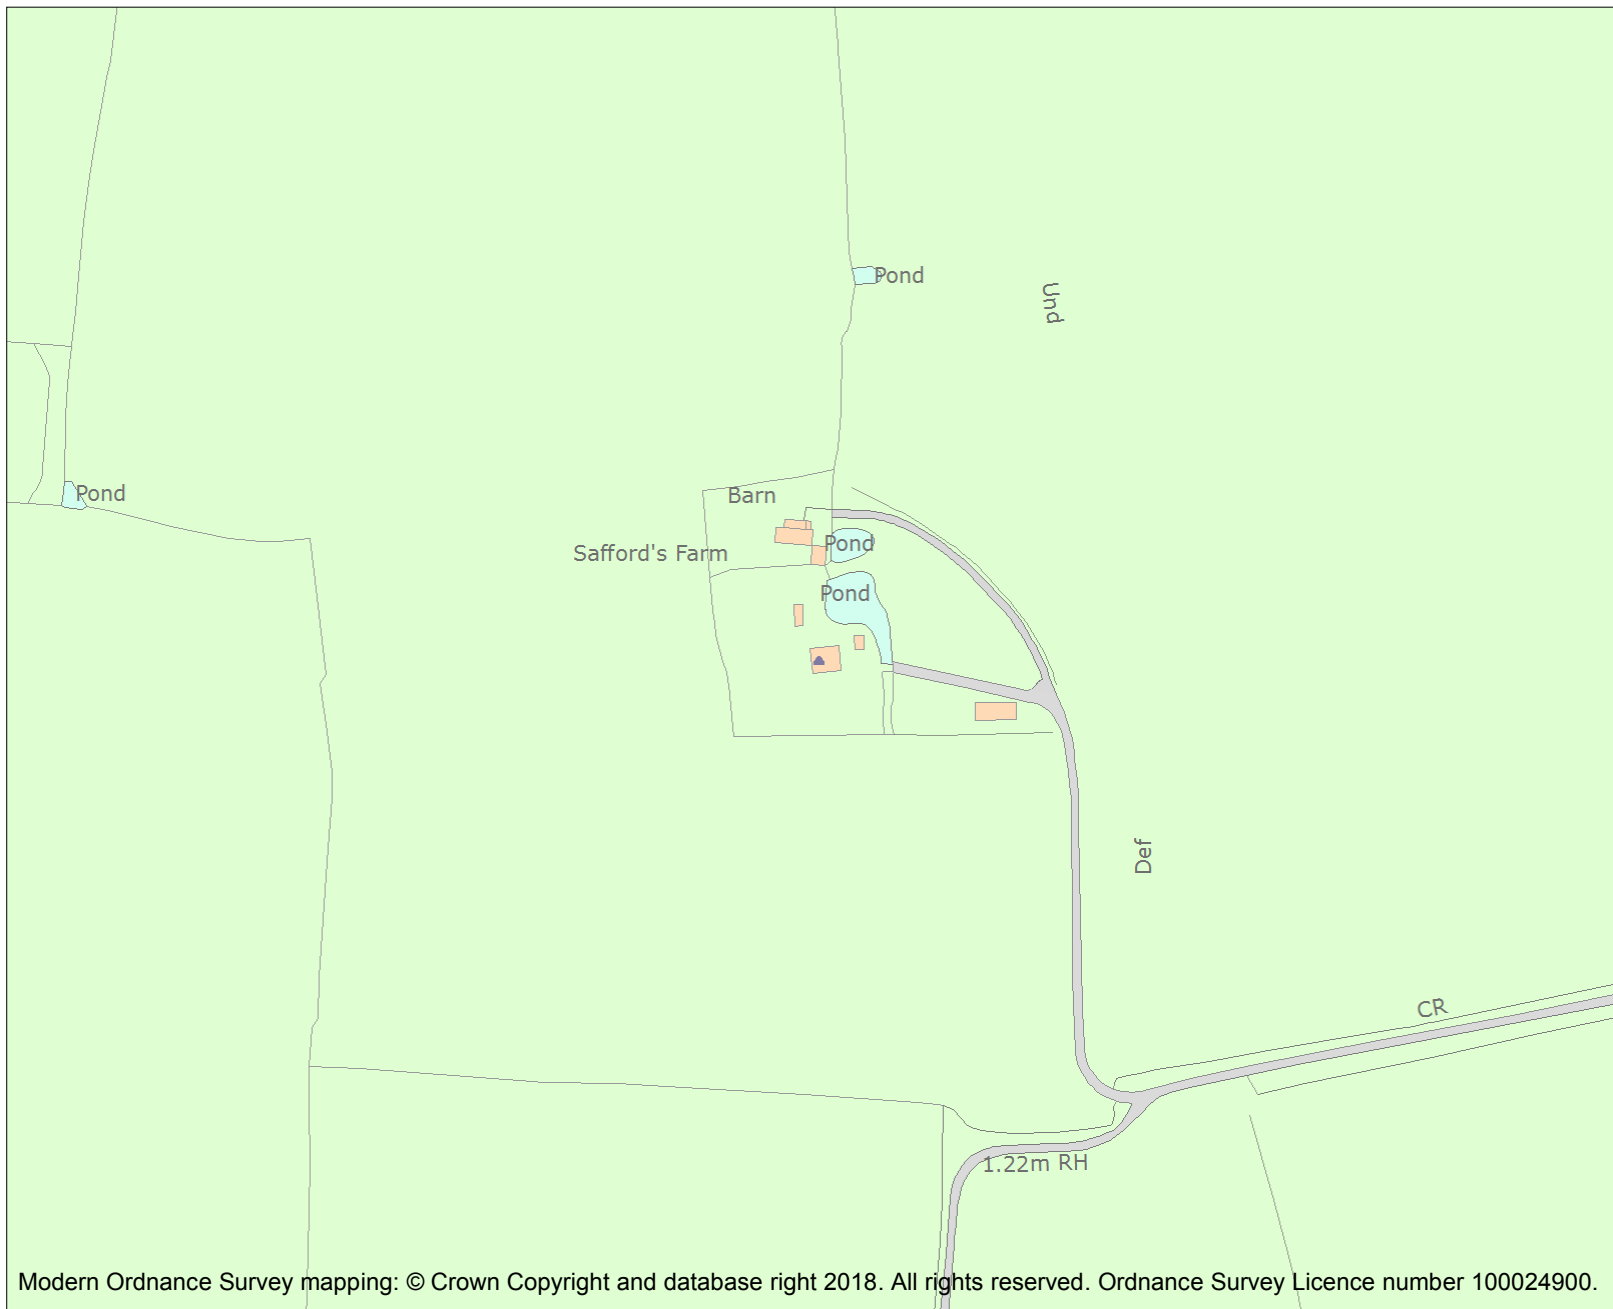 Pond
Und
Pond
Barn
Pond
Safford's Farm
Pond
Def
CR
1.22m RH
Modern Ordnance Survey mapping: © Crown Copyright and database right 2018. All rights reserved. Ordnance Survey Licence number 100024900.